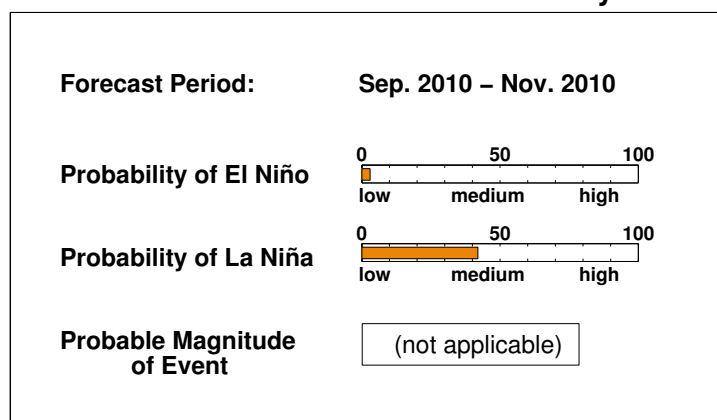 Forecast Period: Sep. 2010 – Nov. 2010
0 50 100
Probability of El Niño
low medium high
0 50 100
Probability of La Niña
low medium high
Probable Magnitude
of Event
(not applicable)